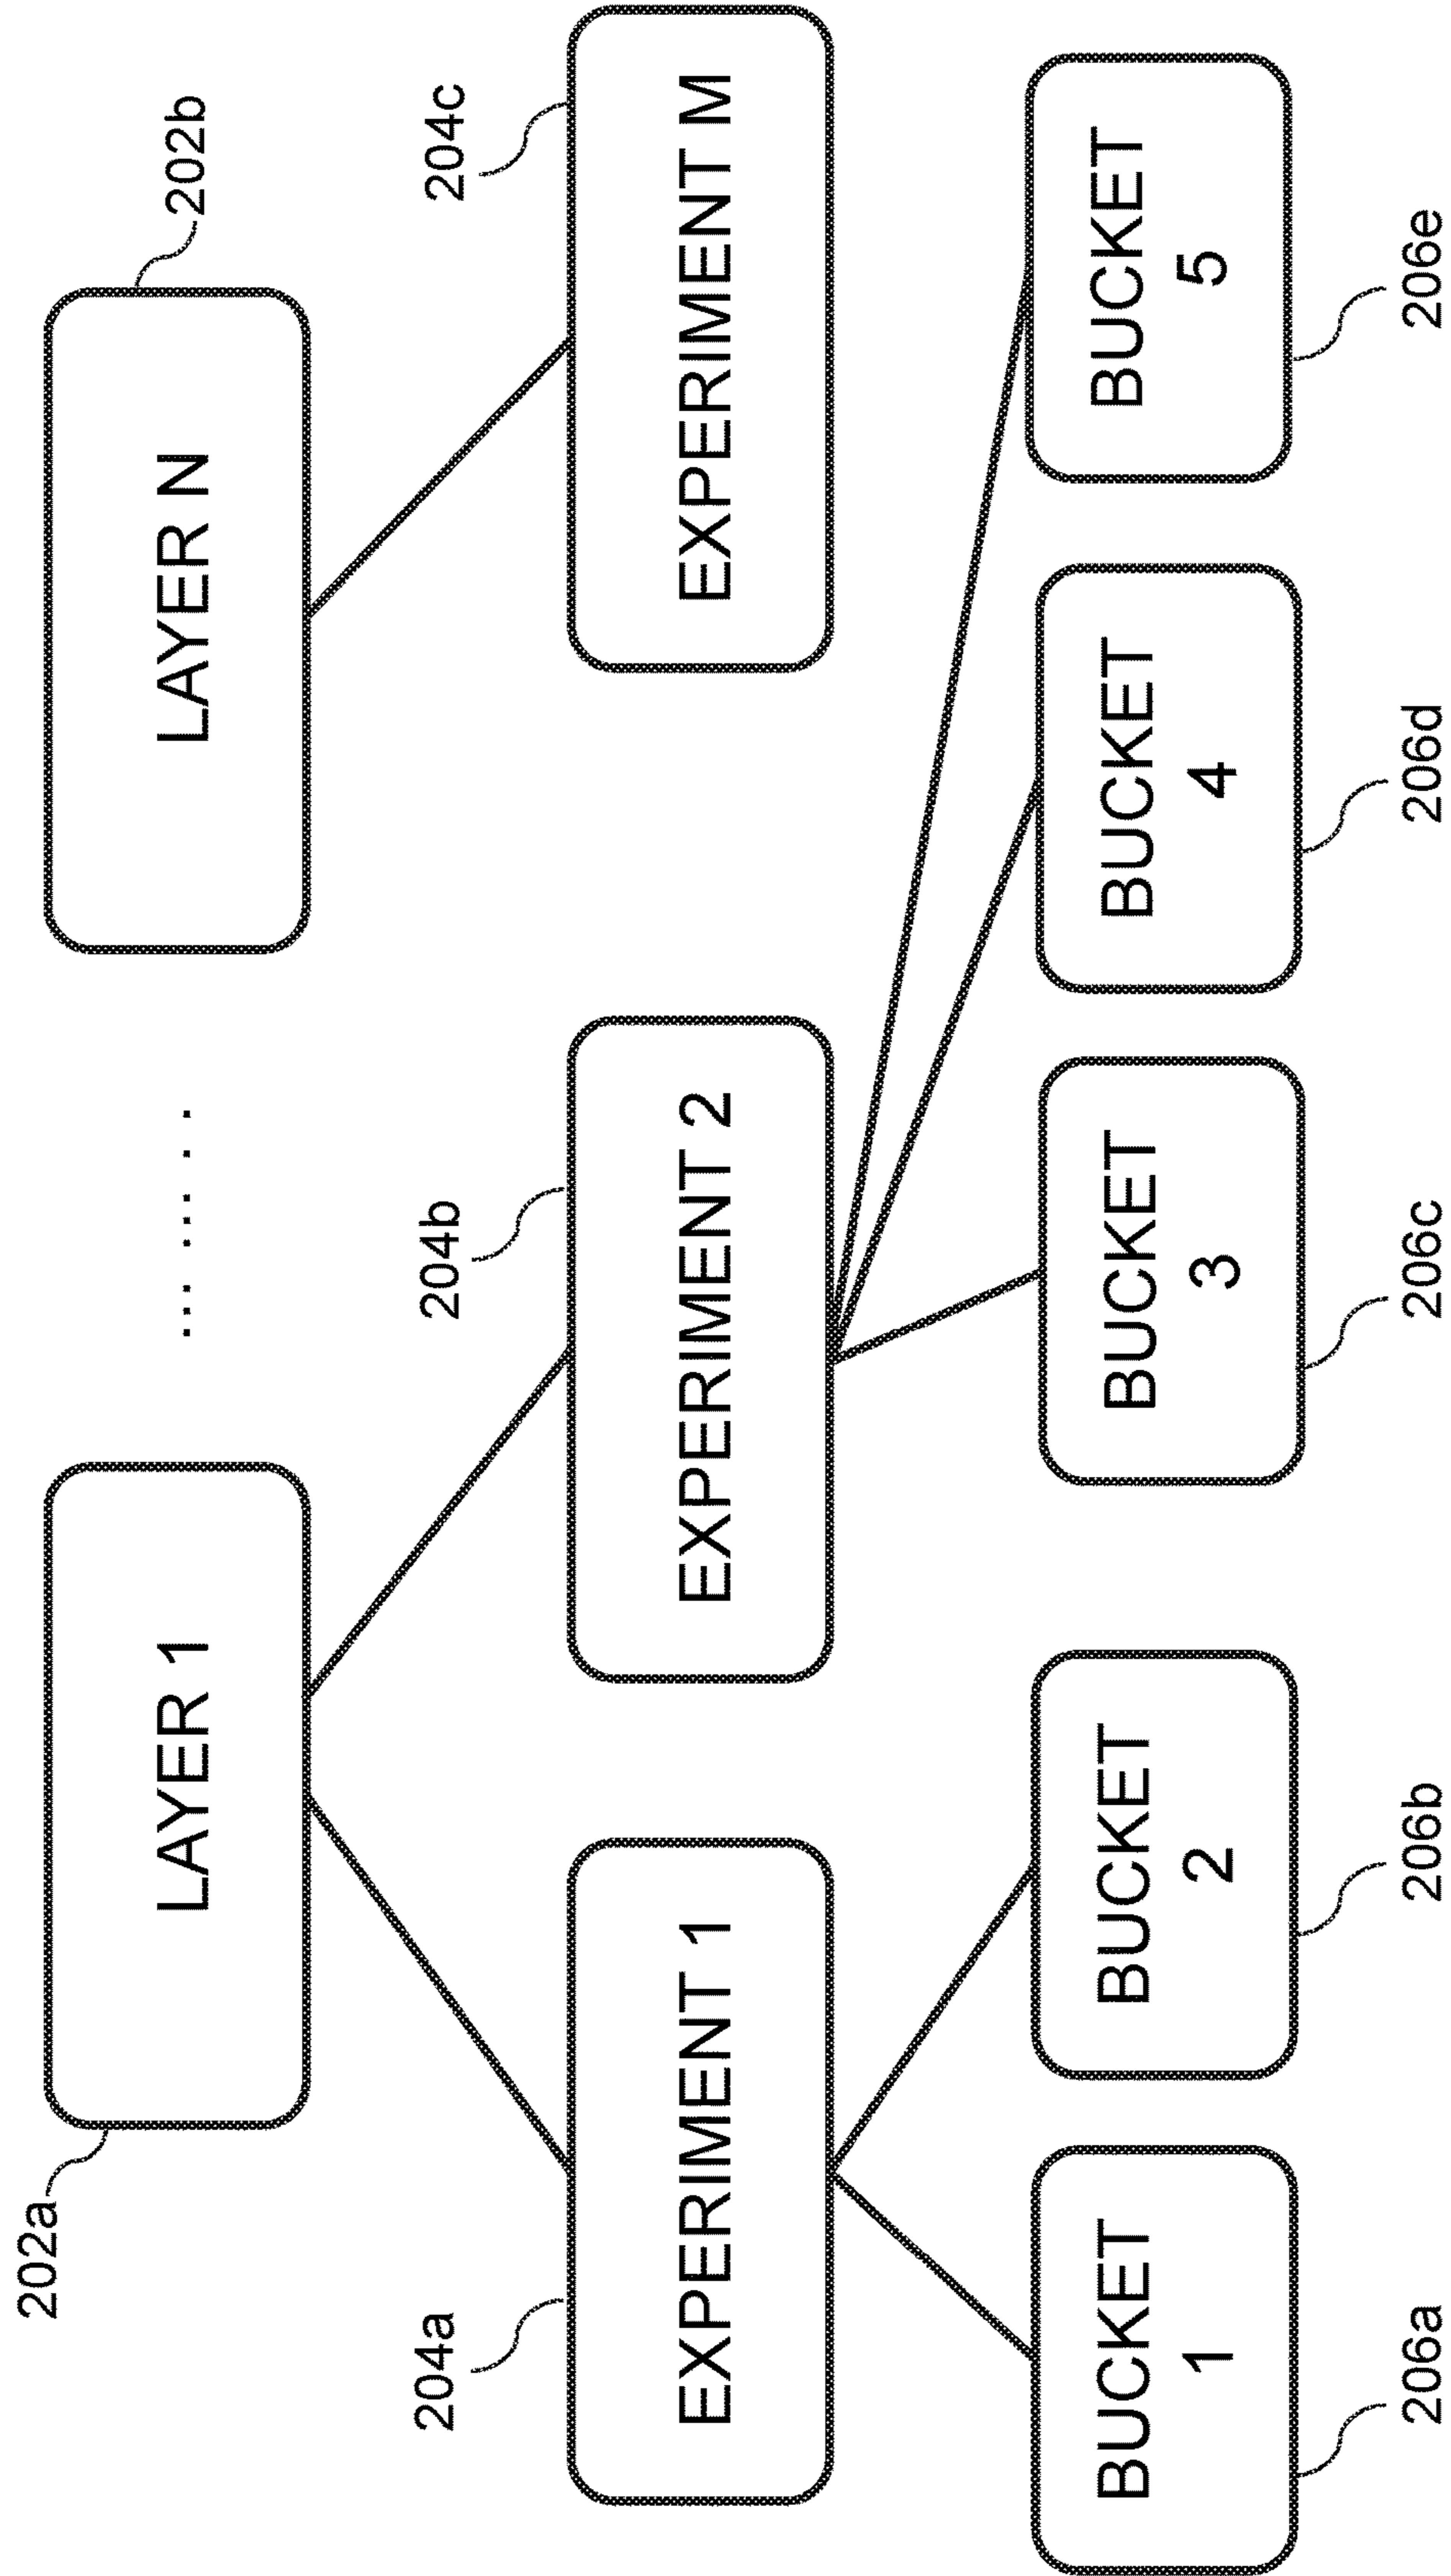 202a
LAYER 1
... ... . .
LAYER N
202b
204a
EXPERIMENT 1
204b
EXPERIMENT 2
204c
EXPERIMENT M
BUCKET
1
206a
BUCKET
2
206b
BUCKET
3
206c
BUCKET
4
206d
BUCKET
5
206e